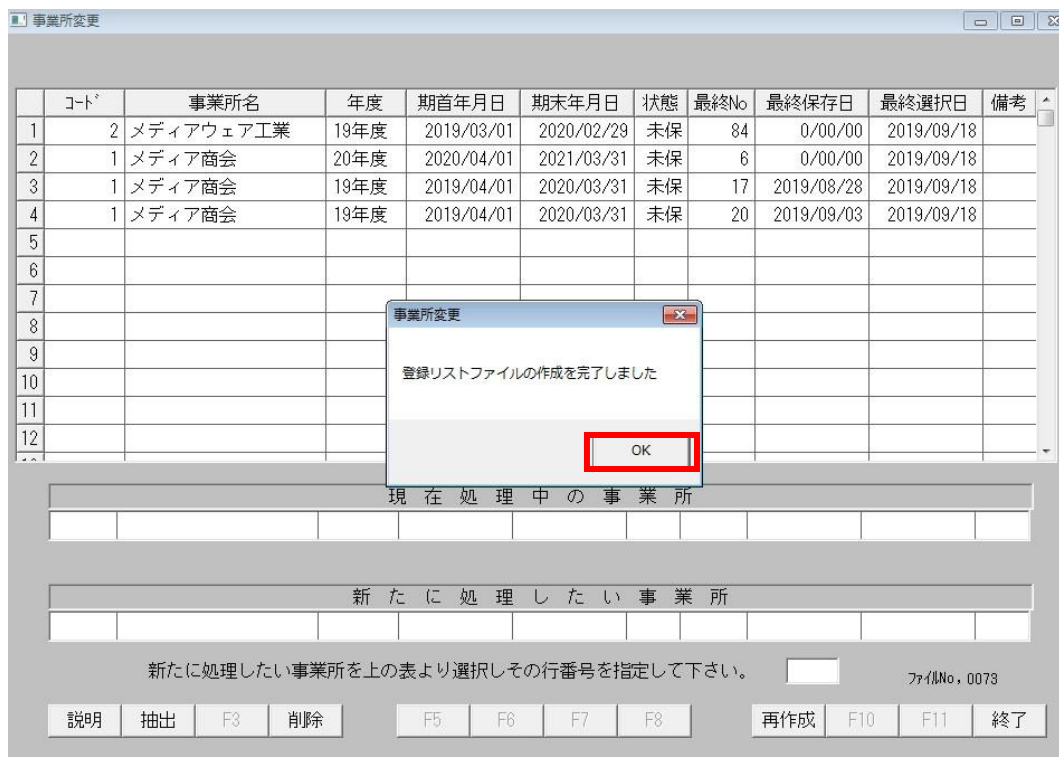 事業所変更
ｺｰﾄﾞ 事業所名 年度 期首年月日 期末年月日 状態 最終No 最終保存日 最終選択日 備考
1 2 メディアウェア工業 19年度 2019/03/01 2020/02/29 未保 84 0/00/00 2019/09/18
2 1 メディア商会 20年度 2020/04/01 2021/03/31 未保 6 0/00/00 2019/09/18
3 1 メディア商会 19年度 2019/04/01 2020/03/31 未保 17 2019/08/28 2019/09/18
4 1 メディア商会 19年度 2019/04/01 2020/03/31 未保 20 2019/09/03 2019/09/18
5
6
7
8
9
10
11
12
事業所変更
登録リストファイルの作成を完了しました
OK
現在処理中の事業所
新たに処理したい事業所
新たに処理したい事業所を上の表より選択しその行番号を指定して下さい。
ﾌｧｲﾙNo，0073
説明 抽出 F3 削除 F5 F6 F7 F8 再作成 F10 F11 終了